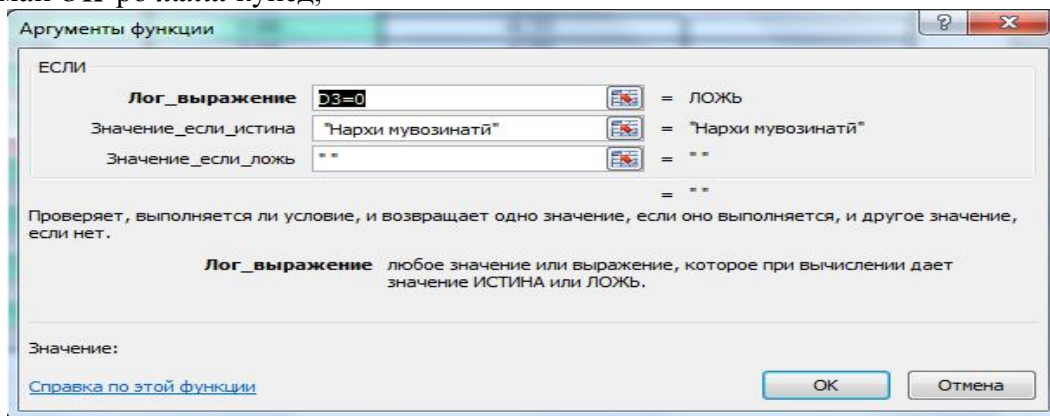 Аргументы функции
ЕСЛИ
Лог_выражение D3=0 = ЛОЖЬ
Значение_если_истина "Нархи мувозинатӣ" = "Нархи мувозинатӣ"
Значение_если_ложь " " = " "
= " "
Проверяет, выполняется ли условие, и возвращает одно значение, если оно выполняется, и другое значение,
если нет.
Лог_выражение любое значение или выражение, которое при вычислении дает
значение ИСТИНА или ЛОЖЬ.
Значение:
Справка по этой функции
ОК Отмена